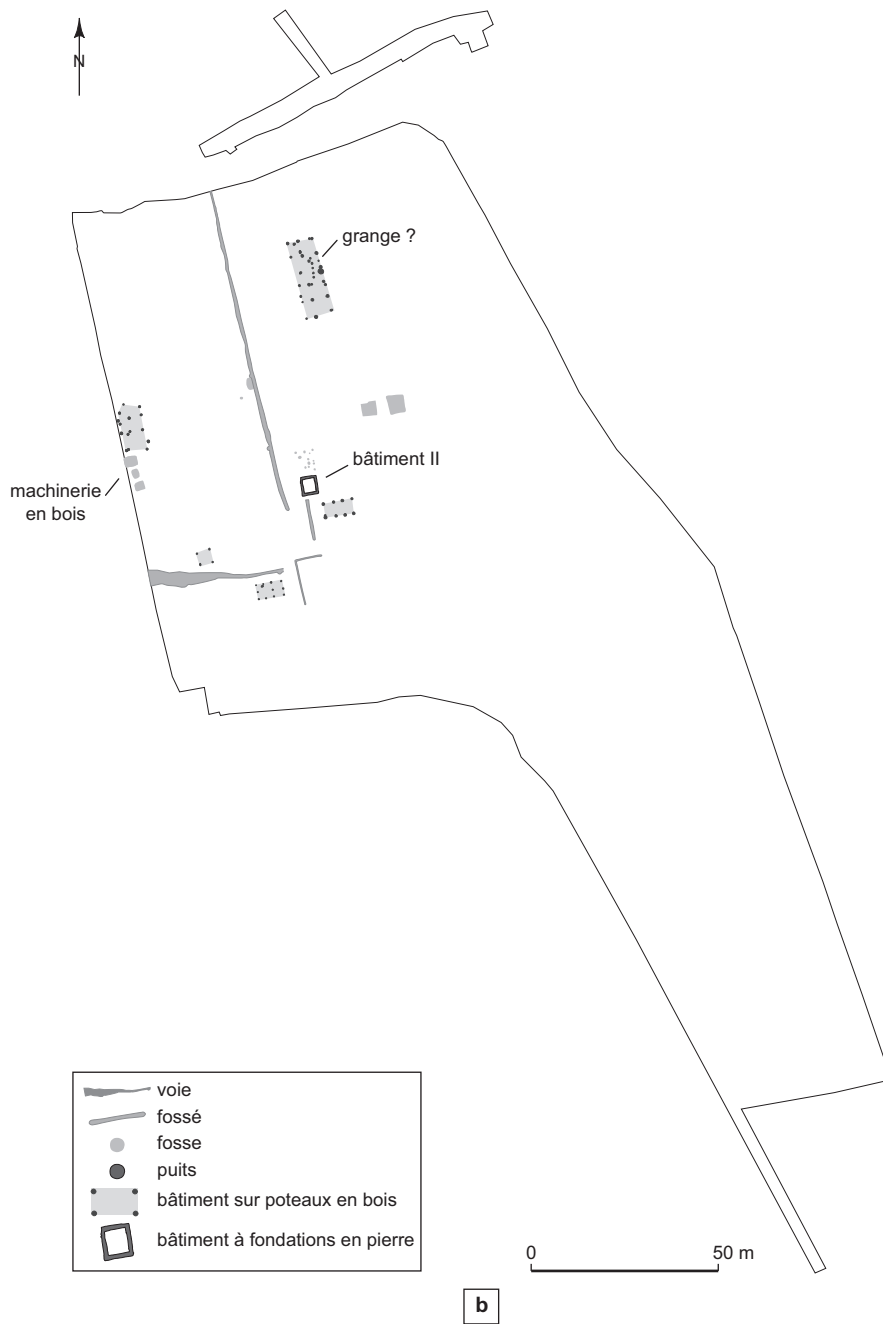 N
grange ?
bâtiment II
machinerie
en bois
voie
fossé
fosse
puits
bâtiment sur poteaux en bois
bâtiment à fondations en pierre
0 50 m
b